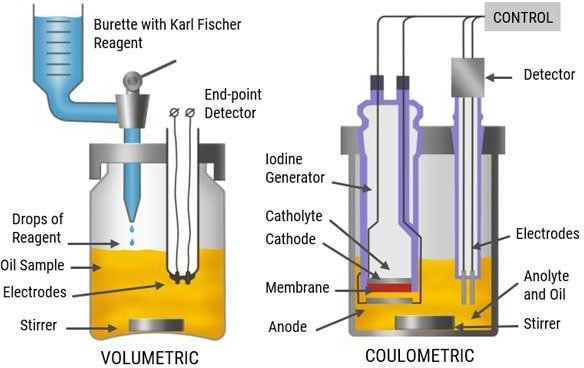 Burette with Karl Fischer
Reagent
End-point
Detector
Drops of
Reagent
Oil Sample
Electrodes
Stirrer
VOLUMETRIC
CONTROL
Detector
Iodine
Generator
Catholyte
Cathode
Membrane
Anode
Electrodes
Anolyte
and Oil
Stirrer
COULOMETRIC